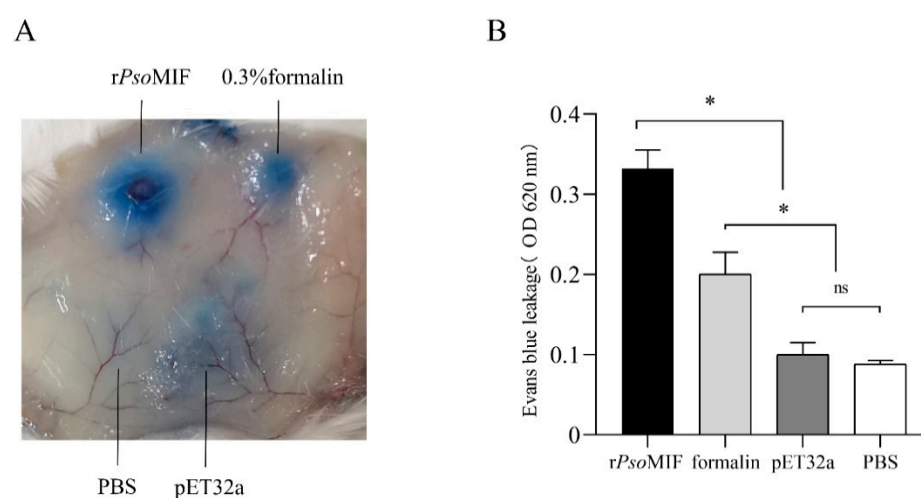 A
rPsoMIF 0.3%formalin
PBS pET32a
B
Evans blue leakage( OD 620 nm)
0.4
0.3
0.2
0.1
0
*
*
ns
rPsoMIF formalin pET32a PBS